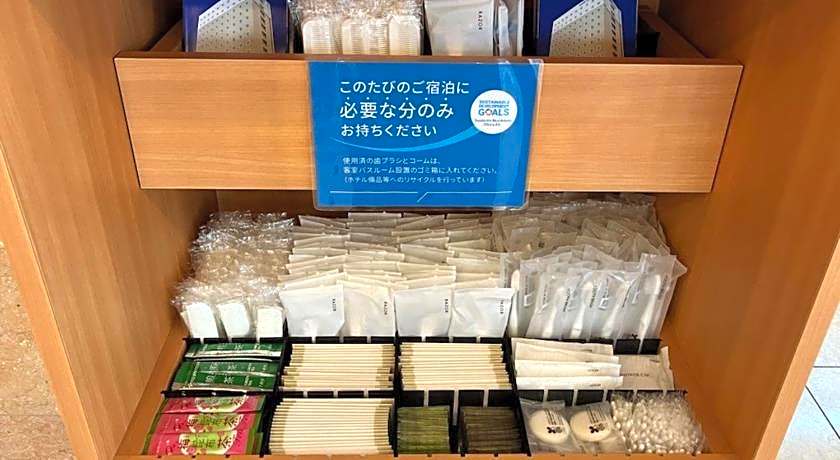 RAZOR
このたびのご宿泊に
必要な分のみ
お持ちください
SUSTAINABLE
DEVELOPMENT
GOALS
使用済の歯ブラシとコームは、
客室バスルーム設置のゴミ箱に入れてください。
（ホテル備品等へのリサイクルを行っています）
RAZOR
RAZOR
RAZOR